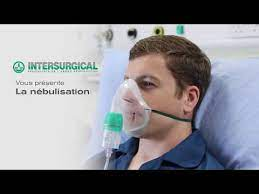 INTERSURGICAL
Vous présente
La nébulisation